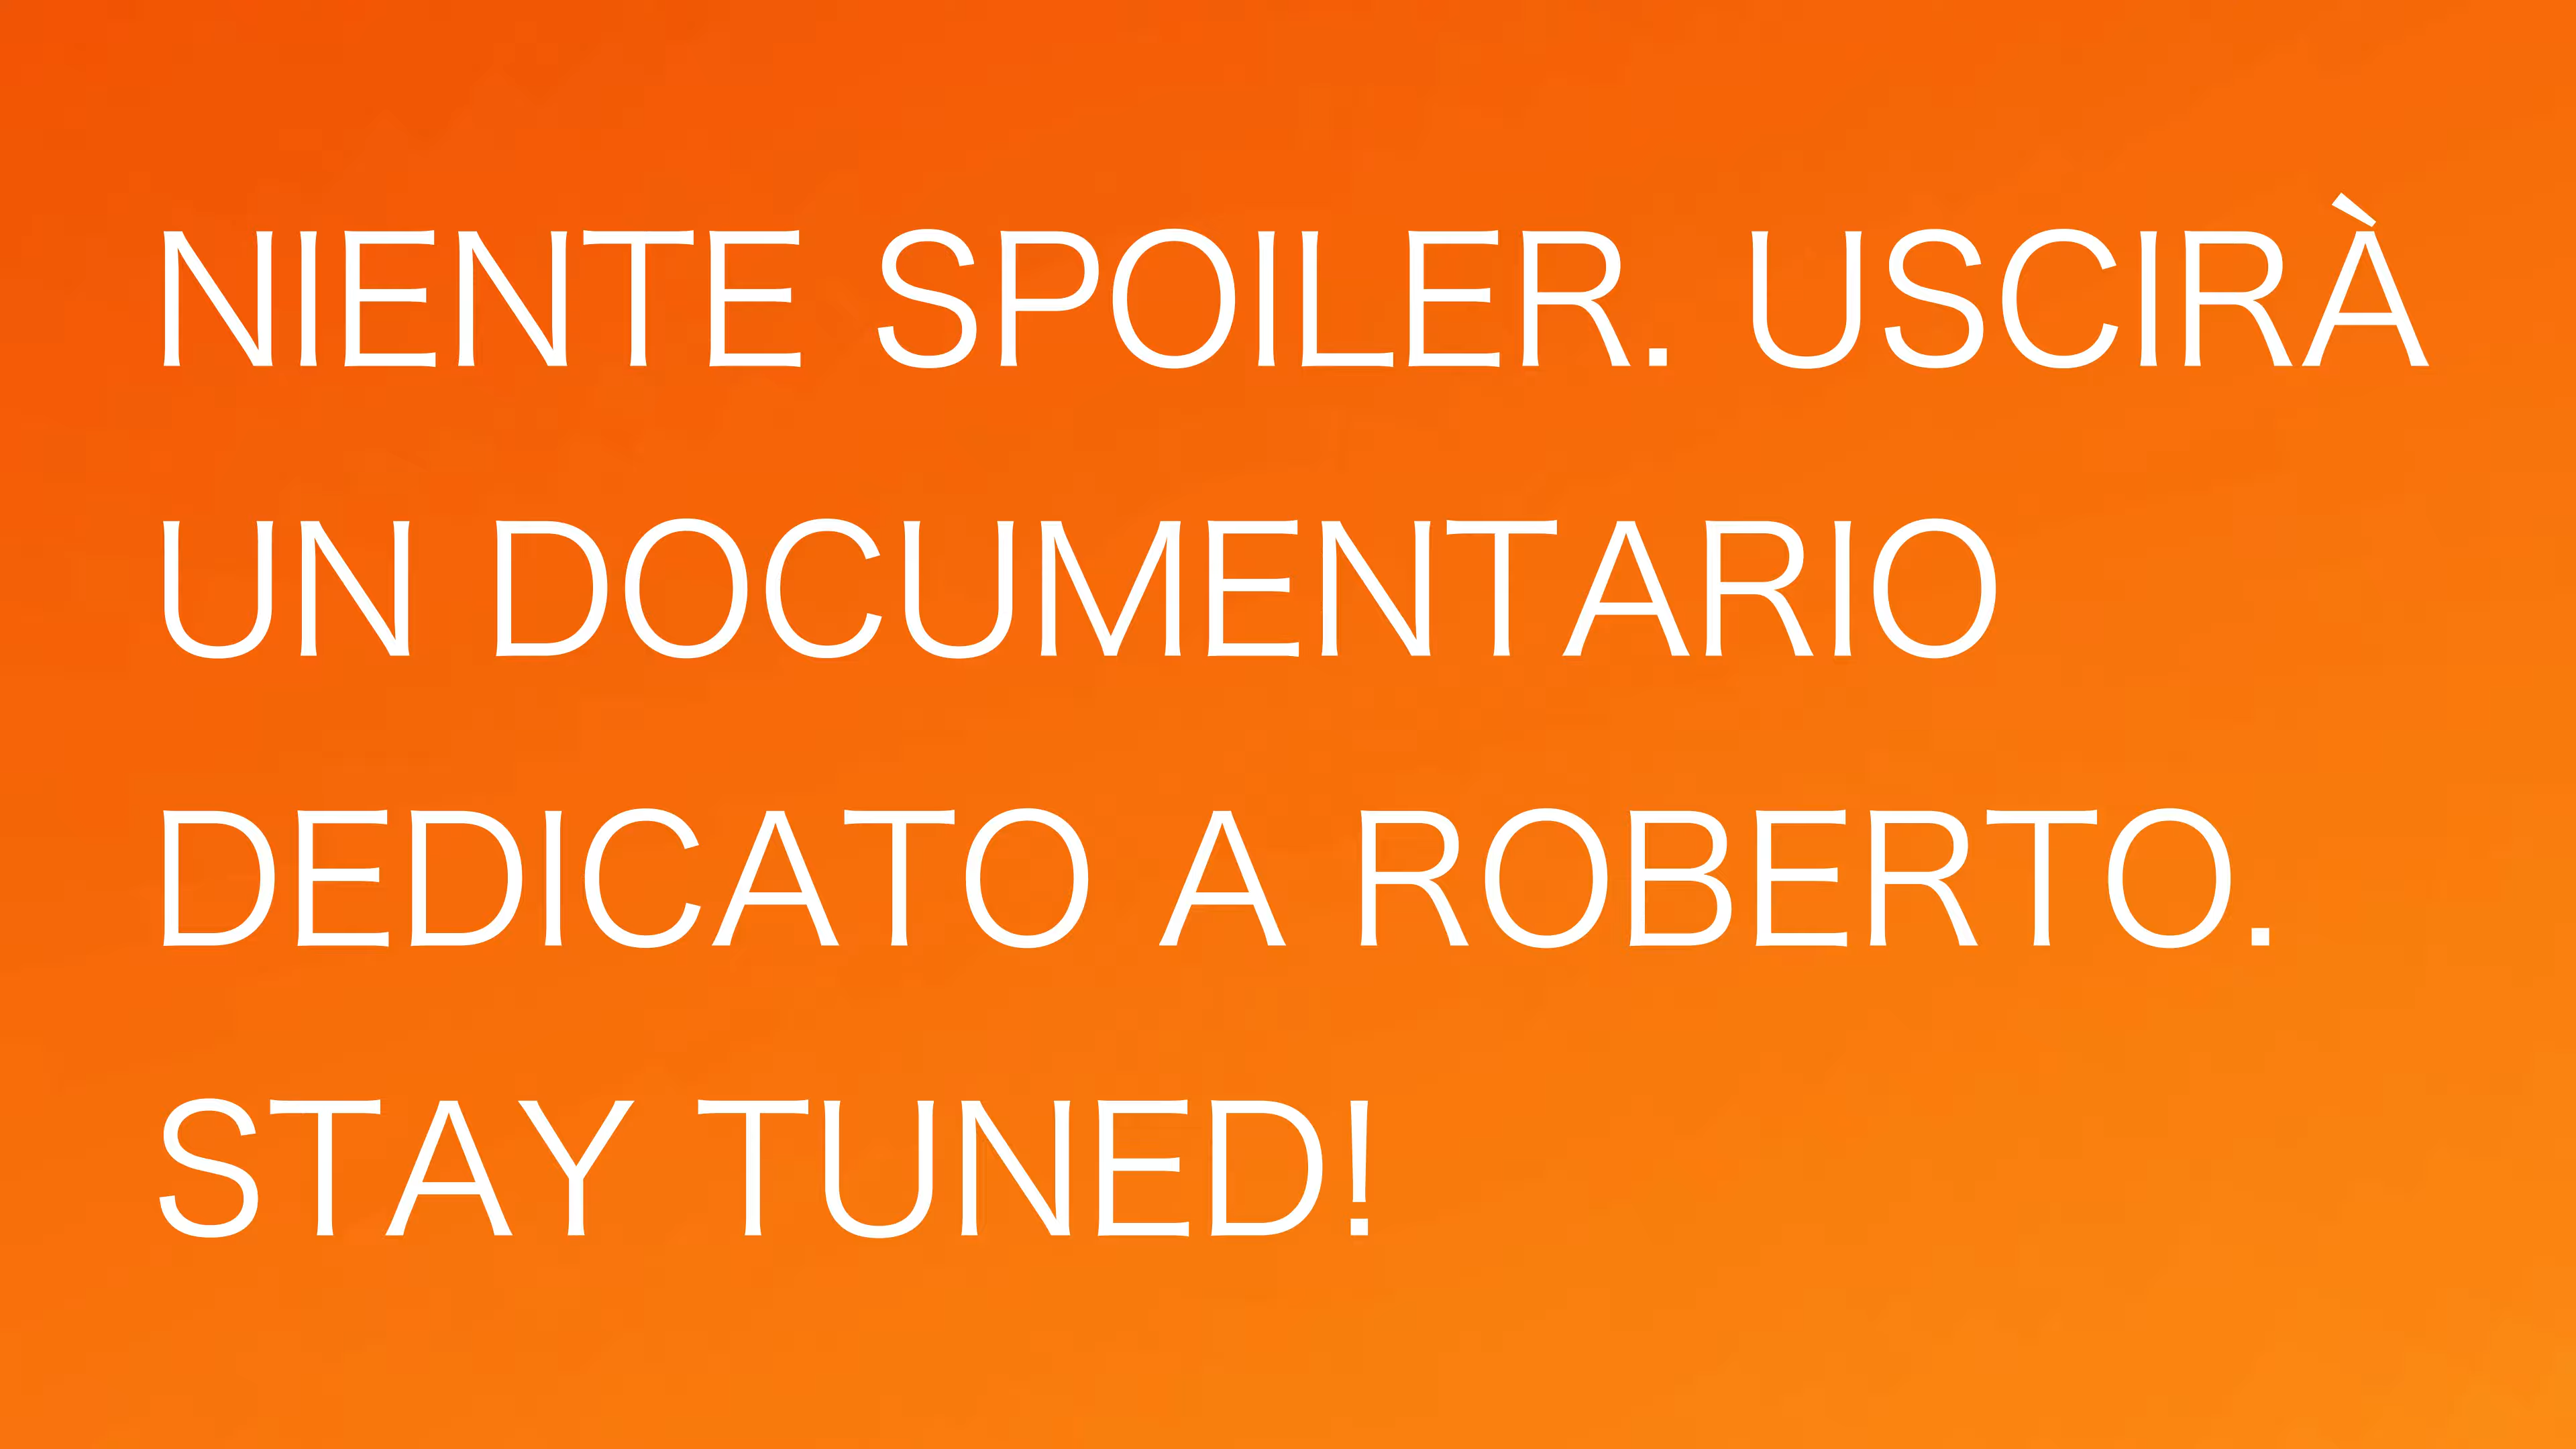 NIENTE SPOILER. USCIRÀ
UN DOCUMENTARIO
DEDICATO A ROBERTO.
STAY TUNED!